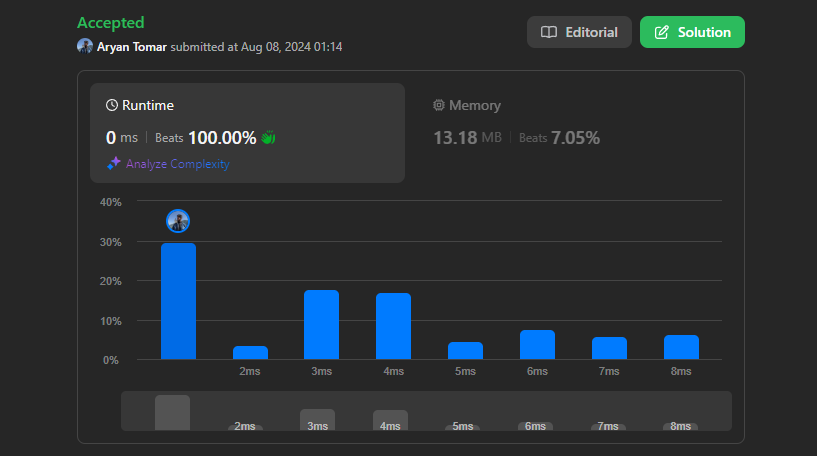 Accepted
Aryan Tomar submitted at Aug 08, 2024 01:14
Editorial
Solution
Runtime
0 ms | Beats 100.00%
Analyze Complexity
Memory
13.18 MB | Beats 7.05%
40%
30%
20%
10%
0%
2ms 3ms 4ms 5ms 6ms 7ms 8ms
2ms 3ms 4ms 5ms 6ms 7ms 8ms